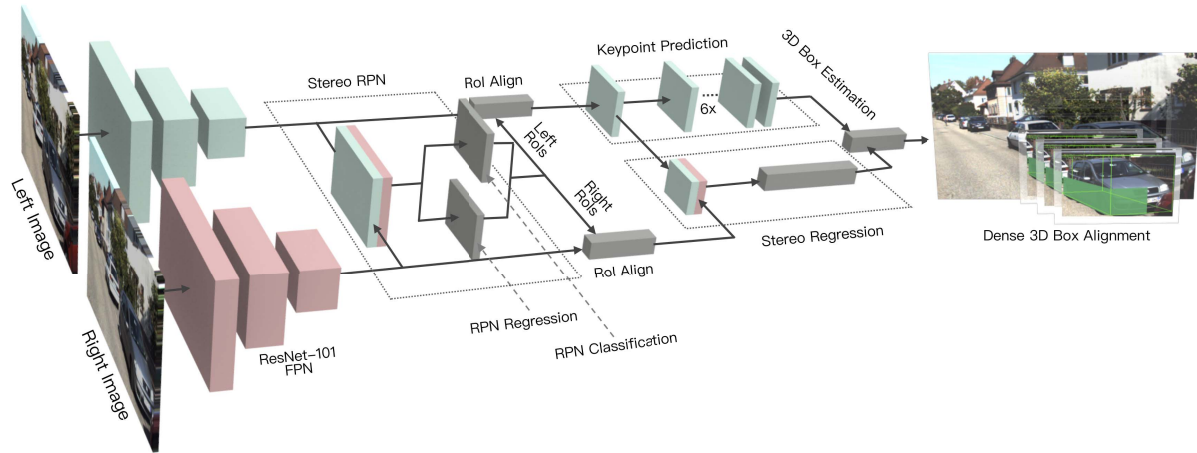 Left Image
Right Image
ResNet-101
FPN
Stereo RPN
RoI Align
Left
RoIs
Right
RoIs
RoI Align
RPN Regression
RPN Classification
Keypoint Prediction
6x
3D Box Estimation
Stereo Regression
Dense 3D Box Alignment